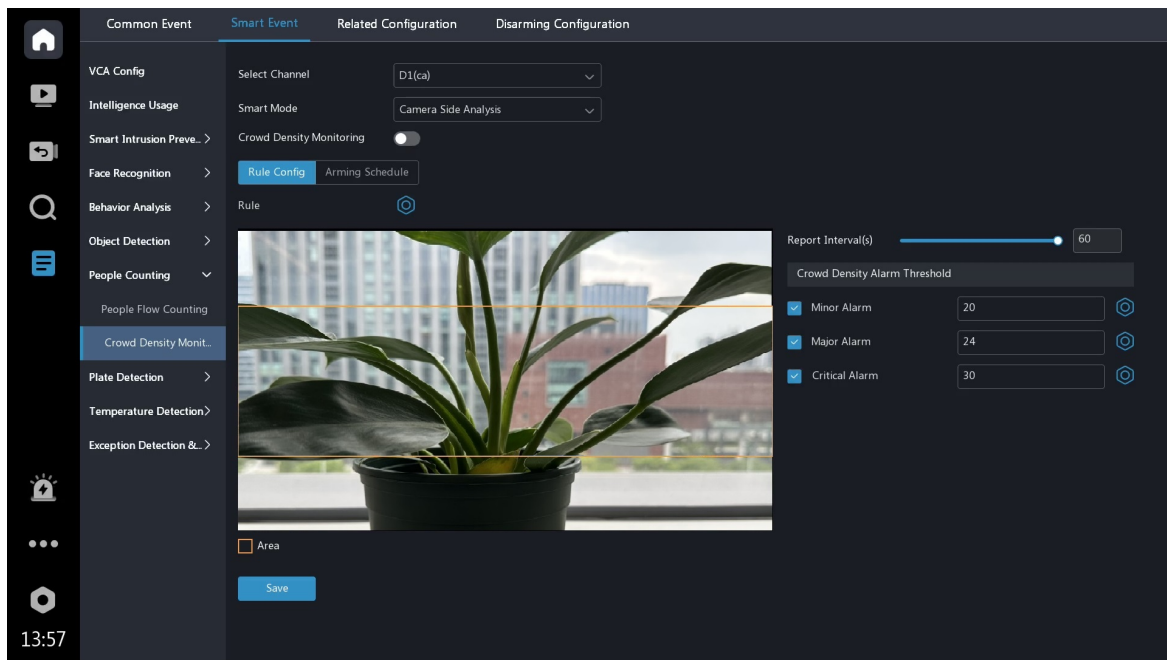 Common Event Smart Event Related Configuration Disarming Configuration
VCA Config
Intelligence Usage
Smart Intrusion Preve...
Face Recognition
Behavior Analysis
Object Detection
People Counting
People Flow Counting
Crowd Density Monit...
Plate Detection
Temperature Detection
Exception Detection &...
13:57
Select Channel D1(ca)
Smart Mode Camera Side Analysis
Crowd Density Monitoring
Rule Config Arming Schedule
Rule
Report Interval(s) 60
Crowd Density Alarm Threshold
Minor Alarm 20
Major Alarm 24
Critical Alarm 30
Area
Save